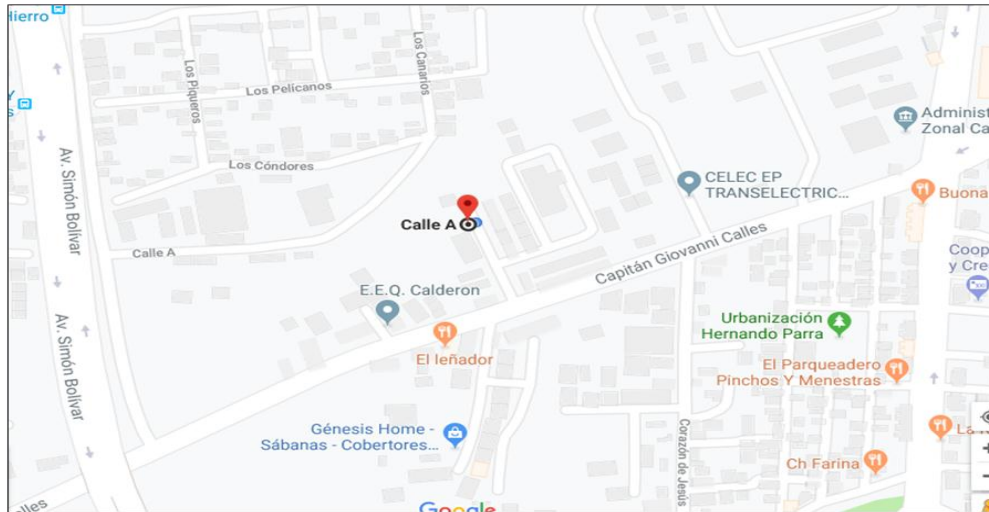 Hierro
Los Canarios
Los Piqueros
Los Pelícanos
Administ
Zonal Ca
Los Cóndores
Av. Simón Bolívar
CELEC EP
TRANSELECTRIC...
Buona
Calle A
Calle A
Capitán Giovanni Calles
Coop
y Cre
E.E.Q. Calderon
Av. Simón Bolívar
Urbanización
Hernando Parra
El leñador
El Parqueadero
Pinchos Y Menestras
Génesis Home -
Sábanas - Cobertores...
Corazón de Jesús
Ch Farina
alles
Google